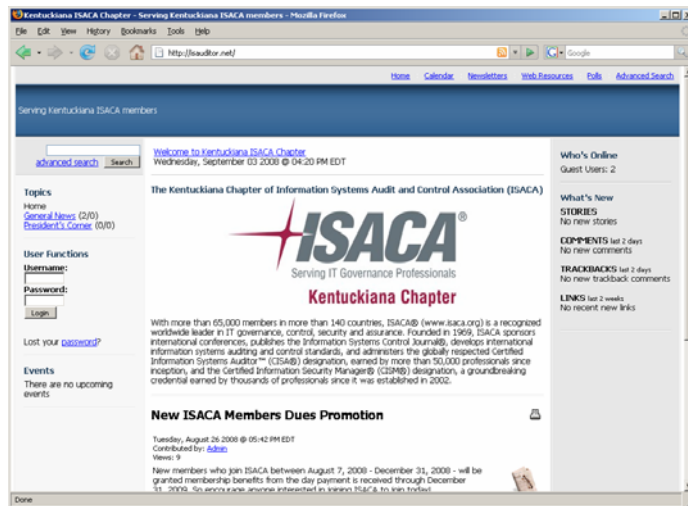 Kentuckiana ISACA Chapter - Serving Kentuckiana ISACA members - Mozilla Firefox
File Edit View History Bookmarks Tools Help
http://isauditor.net/
Google
Home Calendar Newsletters Web Resources Polls Advanced Search
Serving Kentuckiana ISACA members
advanced search Search
Topics
Home
General News (2/0)
President's Corner (0/0)
User Functions
Username:
Password:
Login
Lost your password?
Events
There are no upcoming
events
Welcome to Kentuckiana ISACA Chapter
Wednesday, September 03 2008 @ 04:20 PM EDT
The Kentuckiana Chapter of Information Systems Audit and Control Association (ISACA)
ISACA®
Serving IT Governance Professionals
Kentuckiana Chapter
With more than 65,000 members in more than 140 countries, ISACA® (www.isaca.org) is a recognized
worldwide leader in IT governance, control, security and assurance. Founded in 1969, ISACA sponsors
international conferences, publishes the Information Systems Control Journal®, develops international
information systems auditing and control standards, and administers the globally respected Certified
Information Systems Auditor™ (CISA®) designation, earned by more than 50,000 professionals since
inception, and the Certified Information Security Manager® (CISM®) designation, a groundbreaking
credential earned by thousands of professionals since it was established in 2002.
New ISACA Members Dues Promotion
Tuesday, August 26 2008 @ 05:42 PM EDT
Contributed by: Admin
Views: 9
New members who join ISACA between August 7, 2008 - December 31, 2008 - will be
granted membership benefits from the day payment is received through December
31, 2009. So encourage anyone interested in joining ISACA to join today!
Who's Online
Guest Users: 2
What's New
STORIES
No new stories
COMMENTS last 2 days
No new comments
TRACKBACKS last 2 days
No new trackback comments
LINKS last 2 weeks
No recent new links
Done